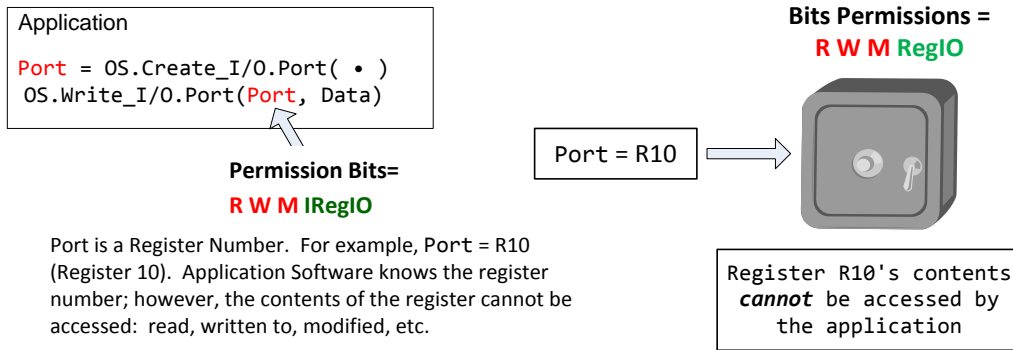 Application
Port = OS.Create_I/O.Port( • )
OS.Write_I/O.Port(Port, Data)
Permission Bits=
R W M IRegIO
Port is a Register Number. For example, Port = R10
(Register 10). Application Software knows the register
number; however, the contents of the register cannot be
accessed: read, written to, modified, etc.
Bits Permissions =
R W M RegIO
Port = R10
Register R10's contents
cannot be accessed by
the application